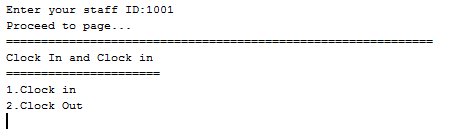 Enter your staff ID:1001
Proceed to page...
=============================================================
Clock In and Clock in
======================
1.Clock in
2.Clock Out